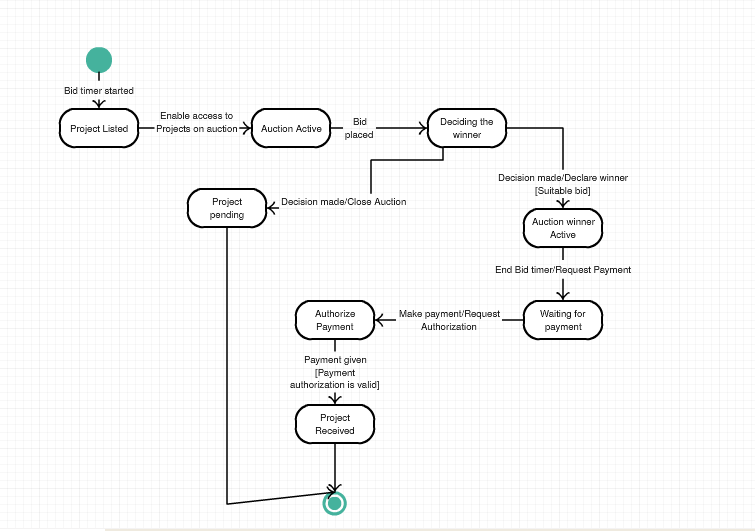 Bid timer started
Project Listed
Enable access to
Projects on auction
Auction Active
Bid
placed
Deciding the
winner
Decision made/Declare winner
[Suitable bid]
Project
pending
Decision made/Close Auction
Auction winner
Active
End Bid timer/Request Payment
Authorize
Payment
Make payment/Request
Authorization
Waiting for
payment
Payment given
[Payment
authorization is valid]
Project
Received